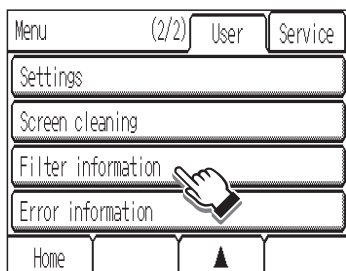 Menu (2/2) User Service
Settings
Screen cleaning
Filter information
Error information
Home ▲